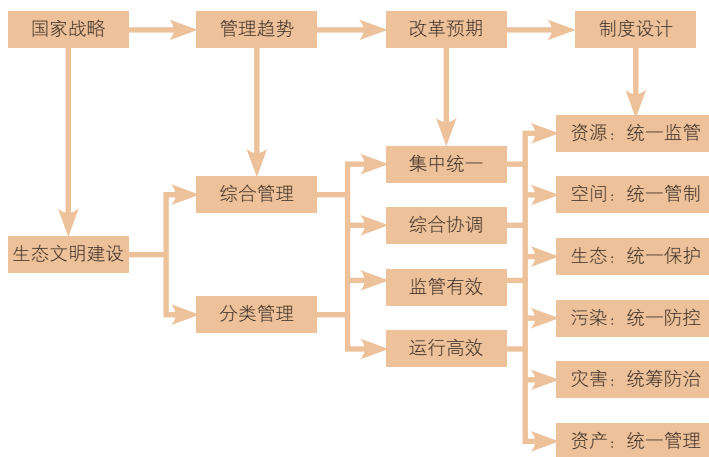 国家战略
管理趋势
改革预期
制度设计
生态文明建设
综合管理
分类管理
集中统一
综合协调
监管有效
运行高效
资源：统一监管
空间：统一管制
生态：统一保护
污染：统一防控
灾害：统筹防治
资产：统一管理